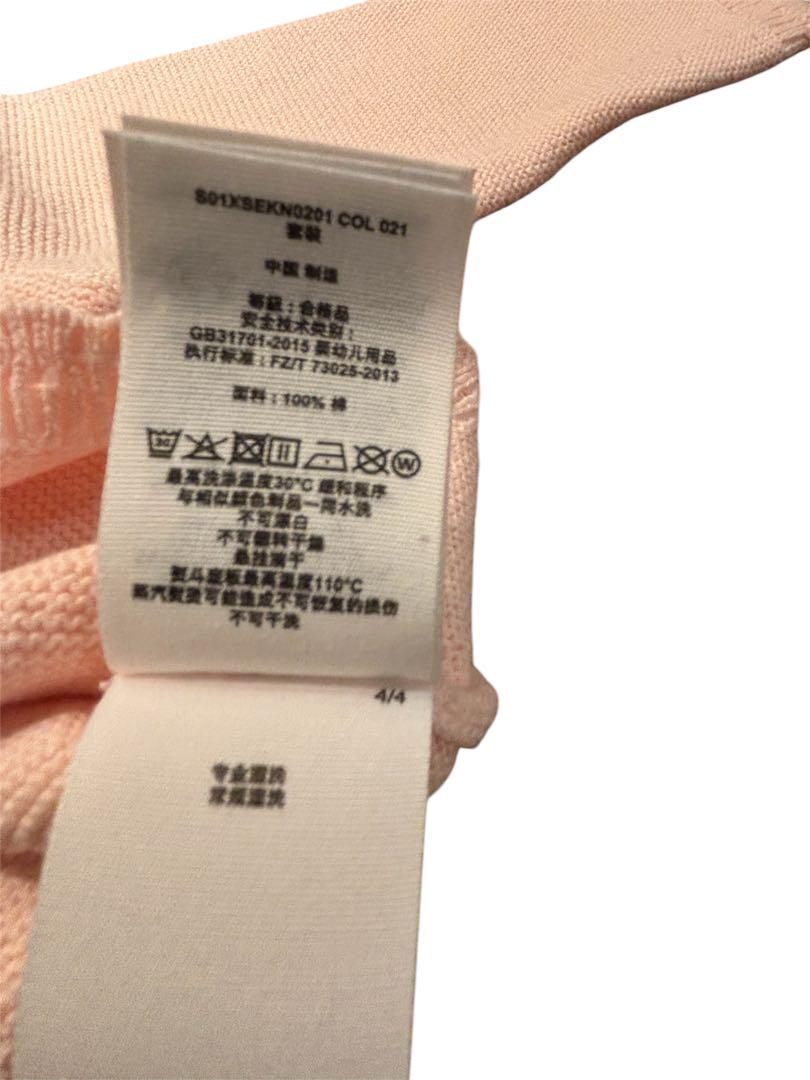 S01XSEKN0201 COL 021
套装
中国 制造
等级：合格品
安全技术类别：
GB31701-2015 婴幼儿用品
执行标准：FZ/T 73025-2013
面料：100% 棉
30
W
最高洗涤温度30°C 缓和程序
与相似颜色制品一同水洗
不可漂白
不可翻转干燥
悬挂滴干
熨斗底板最高温度110°C
蒸汽熨烫可能造成不可恢复的损伤
不可干洗
4/4
专业湿洗
常规湿洗